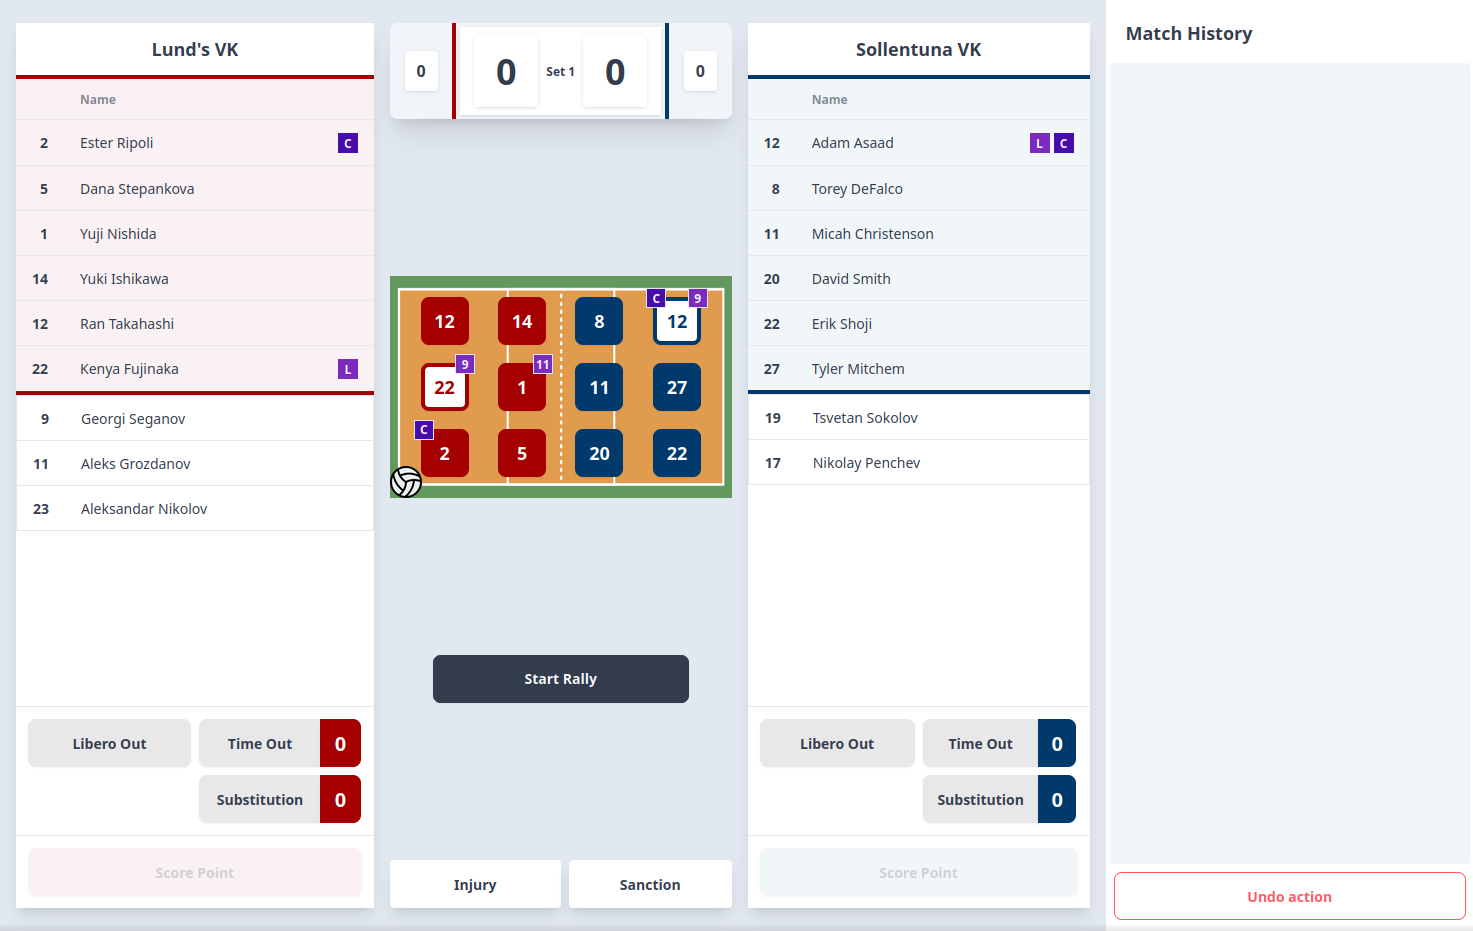 Lund's VK
Name
2 Ester Ripoli C
5 Dana Stepankova
1 Yuji Nishida
14 Yuki Ishikawa
12 Ran Takahashi
22 Kenya Fujinaka L
9 Georgi Seganov
11 Aleks Grozdanov
23 Aleksandar Nikolov
Libero Out
Time Out 0
Substitution 0
Score Point
0 0 Set 1 0 0
12 14 8 C 12 9
22 9 1 11 11 27
C 2 5 20 22
Start Rally
Injury Sanction
Sollentuna VK
Name
12 Adam Asaad L C
8 Torey DeFalco
11 Micah Christenson
20 David Smith
22 Erik Shoji
27 Tyler Mitchem
19 Tsvetan Sokolov
17 Nikolay Penchev
Libero Out
Time Out 0
Substitution 0
Score Point
Match History
Undo action